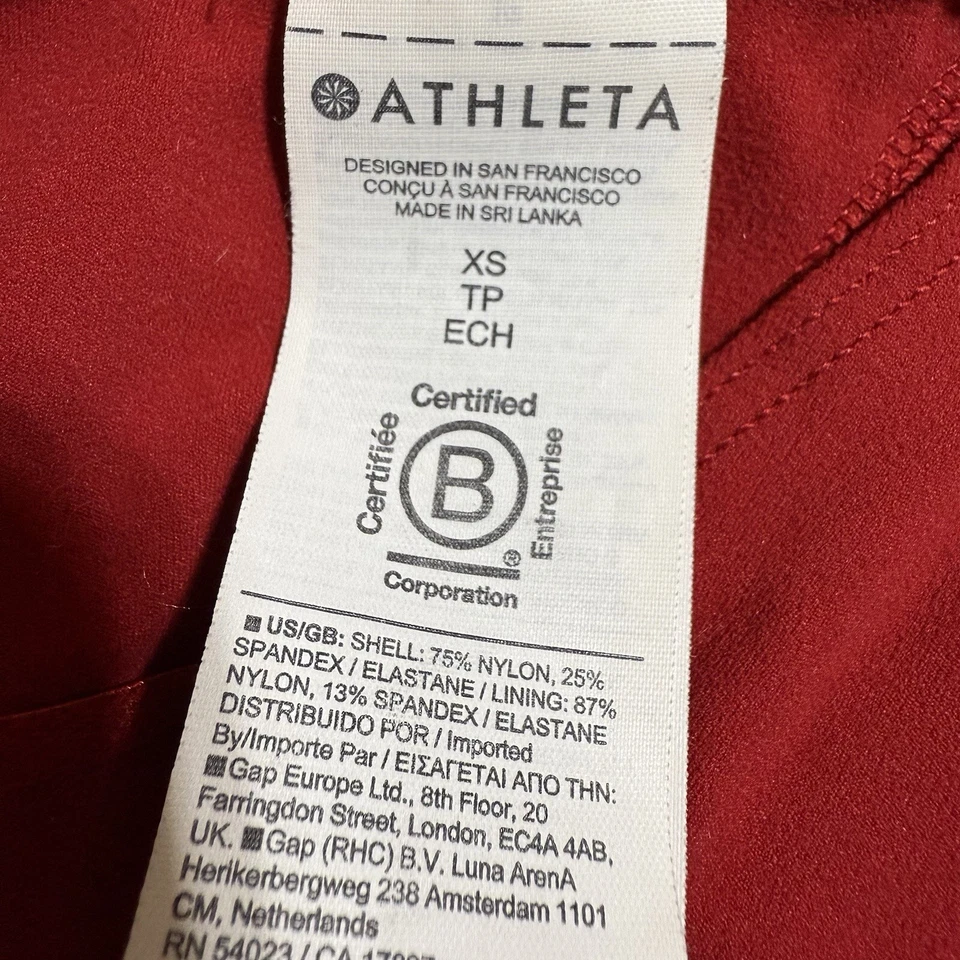 ATHLETA
DESIGNED IN SAN FRANCISCO
CONÇU À SAN FRANCISCO
MADE IN SRI LANKA
XS
TP
ECH
Certified
Certifiée
B
Entreprise
®
Corporation
US/GB: SHELL: 75% NYLON, 25%
SPANDEX / ELASTANE / LINING: 87%
NYLON, 13% SPANDEX / ELASTANE
DISTRIBUIDO POR / Imported
By/Importe Par / ΕΙΣΑΓΕΤΑΙ ΑΠΟ ΤΗΝ:
Gap Europe Ltd., 8th Floor, 20
Farringdon Street, London, EC4A 4AB,
UK. Gap (RHC) B.V. Luna ArenA
Herikerbergweg 238 Amsterdam 1101
CM, Netherlands
RN 54023 / CA